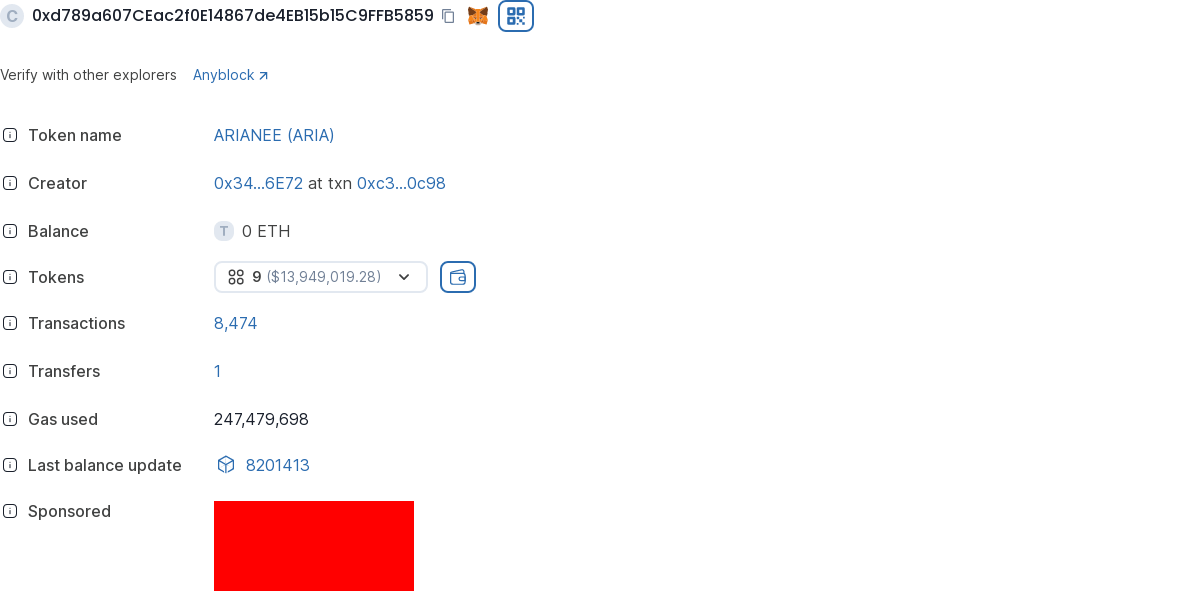 C 0xd789a607CEac2f0E14867de4EB15b15C9FFB5859
Verify with other explorers Anyblock
Token name ARIANEE (ARIA)
Creator 0x34...6E72 at txn 0xc3...0c98
Balance T 0 ETH
Tokens 9 ($13,949,019.28)
Transactions 8,474
Transfers 1
Gas used 247,479,698
Last balance update 8201413
Sponsored